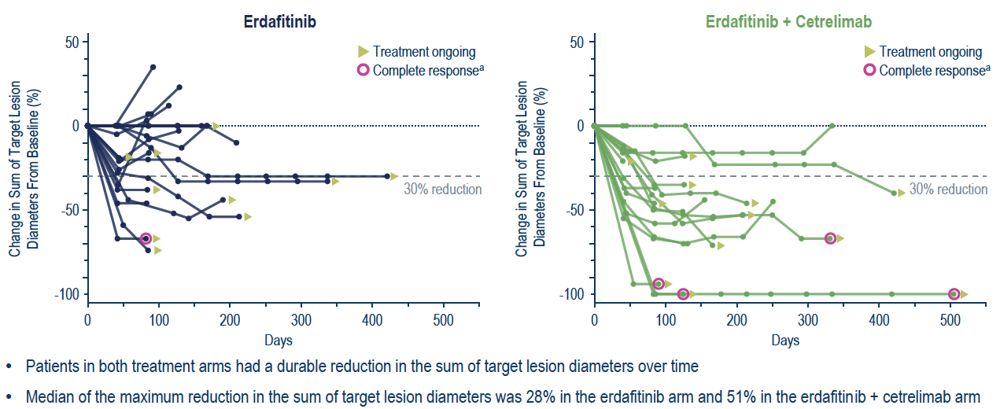 Erdafitinib
Change in Sum of Target Lesion
Diameters From Baseline (%)
50
0
-50
-100
Treatment ongoing
Complete responseᵃ
30% reduction
0 100 200 300 400 500
Days
Erdafitinib + Cetrelimab
Change in Sum of Target Lesion
Diameters From Baseline (%)
50
0
-50
-100
Treatment ongoing
Complete responseᵃ
30% reduction
0 100 200 300 400 500
Days
• Patients in both treatment arms had a durable reduction in the sum of target lesion diameters over time
• Median of the maximum reduction in the sum of target lesion diameters was 28% in the erdafitinib arm and 51% in the erdafitinib + cetrelimab arm